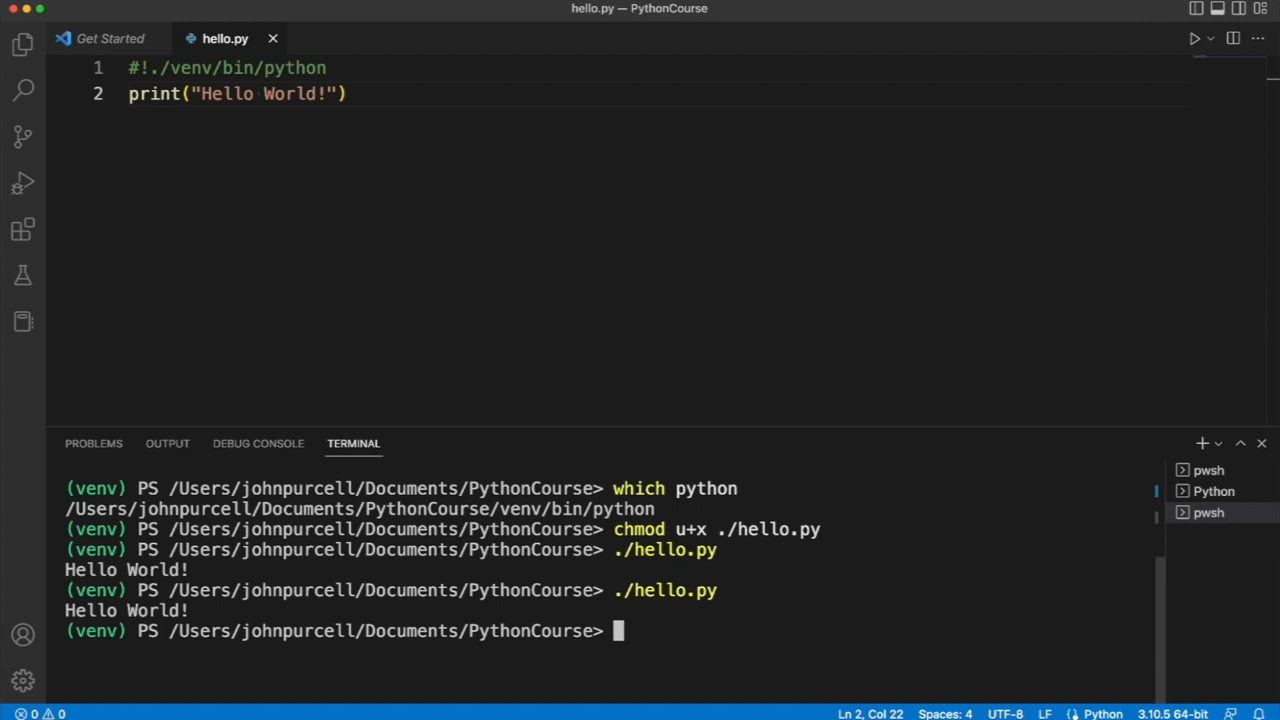 hello.py — PythonCourse
Get Started
hello.py
1 #!./venv/bin/python
2 print("Hello World!")
PROBLEMS OUTPUT DEBUG CONSOLE TERMINAL
pwsh
Python
pwsh
(venv) PS /Users/johnpurcell/Documents/PythonCourse> which python
/Users/johnpurcell/Documents/PythonCourse/venv/bin/python
(venv) PS /Users/johnpurcell/Documents/PythonCourse> chmod u+x ./hello.py
(venv) PS /Users/johnpurcell/Documents/PythonCourse> ./hello.py
Hello World!
(venv) PS /Users/johnpurcell/Documents/PythonCourse> ./hello.py
Hello World!
(venv) PS /Users/johnpurcell/Documents/PythonCourse>
0 0 Ln 2, Col 22 Spaces: 4 UTF-8 LF { } Python 3.10.5 64-bit